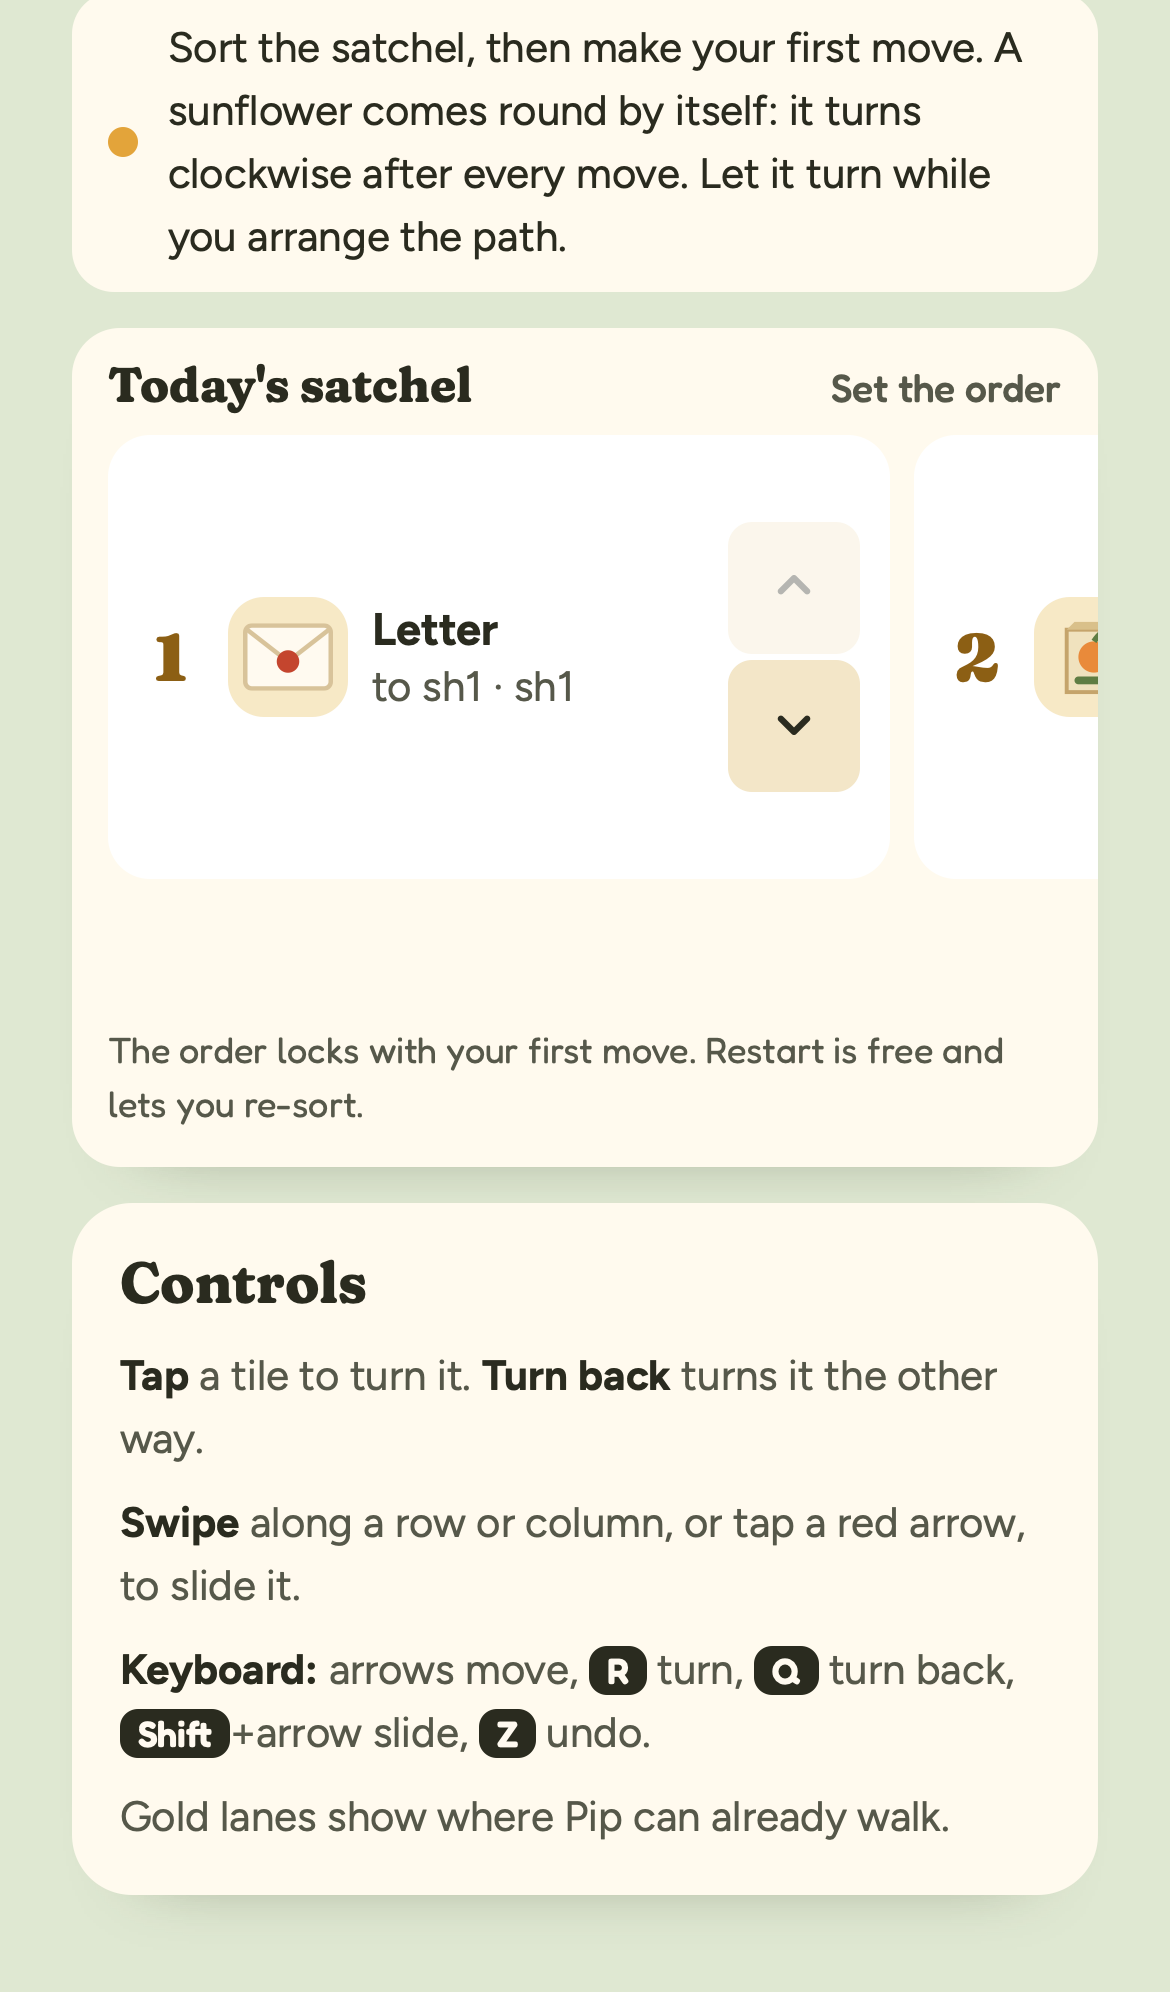 Sort the satchel, then make your first move. A
sunflower comes round by itself: it turns
clockwise after every move. Let it turn while
you arrange the path.
Today's satchel
Set the order
1
Letter
to sh1 · sh1
2
The order locks with your first move. Restart is free and
lets you re-sort.
Controls
Tap a tile to turn it. Turn back turns it the other
way.
Swipe along a row or column, or tap a red arrow,
to slide it.
Keyboard: arrows move, R turn, Q turn back,
Shift+arrow slide, Z undo.
Gold lanes show where Pip can already walk.